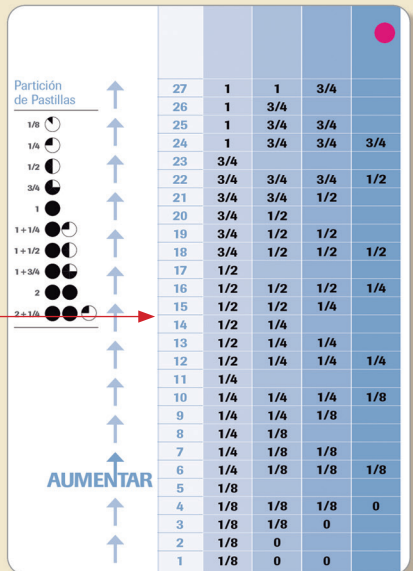 Partición
de Pastillas
1/8
1/4
1/2
3/4
1
1+1/4
1+1/2
1+3/4
2
2+1/4
AUMENTAR
27 1 1 3/4
26 1 3/4
25 1 3/4 3/4
24 1 3/4 3/4 3/4
23 3/4
22 3/4 3/4 3/4 1/2
21 3/4 3/4 1/2
20 3/4 1/2
19 3/4 1/2 1/2
18 3/4 1/2 1/2 1/2
17 1/2
16 1/2 1/2 1/2 1/4
15 1/2 1/2 1/4
14 1/2 1/4
13 1/2 1/4 1/4
12 1/2 1/4 1/4 1/4
11 1/4
10 1/4 1/4 1/4 1/8
9 1/4 1/4 1/8
8 1/4 1/8
7 1/4 1/8 1/8
6 1/4 1/8 1/8 1/8
5 1/8
4 1/8 1/8 1/8 0
3 1/8 1/8 0
2 1/8 0
1 1/8 0 0